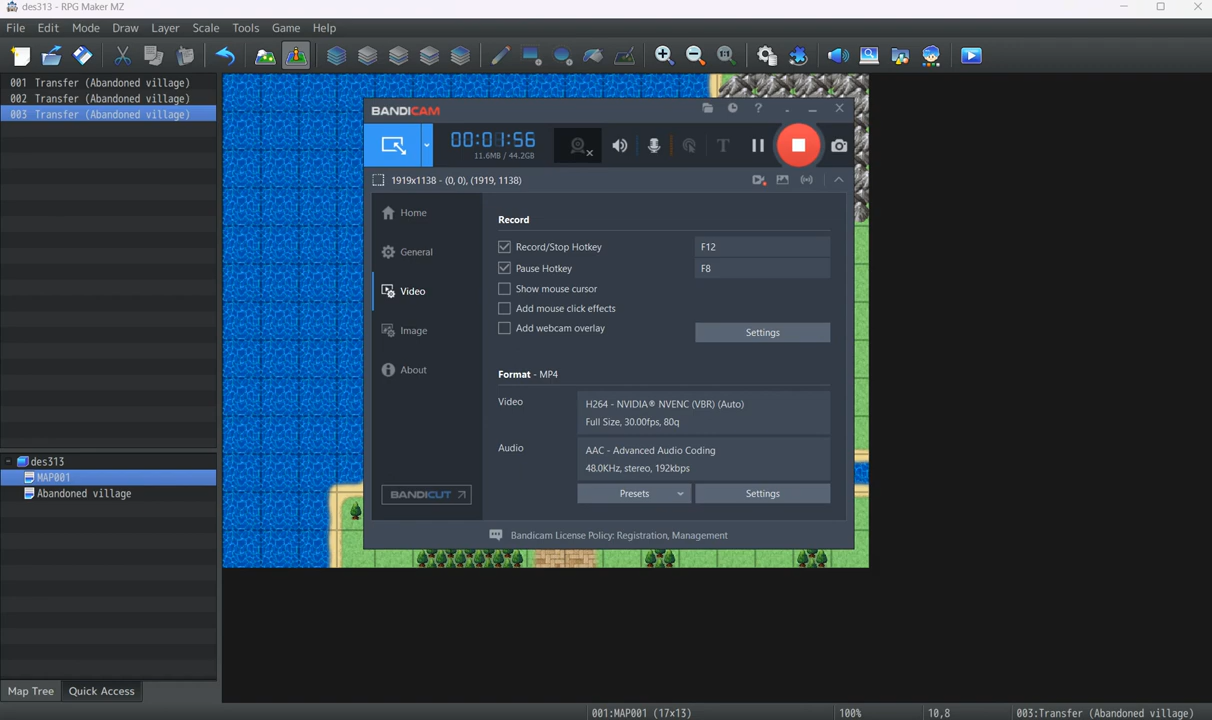 des313 - RPG Maker MZ
File Edit Mode Draw Layer Scale Tools Game Help
001 Transfer (Abandoned village)
002 Transfer (Abandoned village)
003 Transfer (Abandoned village)
BANDICAM
00:01:56
11.6MB / 44.2GB
1919x1138 - (0, 0), (1919, 1138)
Home
General
Video
Image
About
BANDICUT
Record
Record/Stop Hotkey F12
Pause Hotkey F8
Show mouse cursor
Add mouse click effects
Add webcam overlay
Settings
Format - MP4
Video
H264 - NVIDIA® NVENC (VBR) (Auto)
Full Size, 30.00fps, 80q
Audio
AAC - Advanced Audio Coding
48.0KHz, stereo, 192kbps
Presets Settings
Bandicam License Policy: Registration, Management
des313
MAP001
Abandoned village
Map Tree Quick Access
001:MAP001 (17x13) 100% 10,8 003:Transfer (Abandoned village)